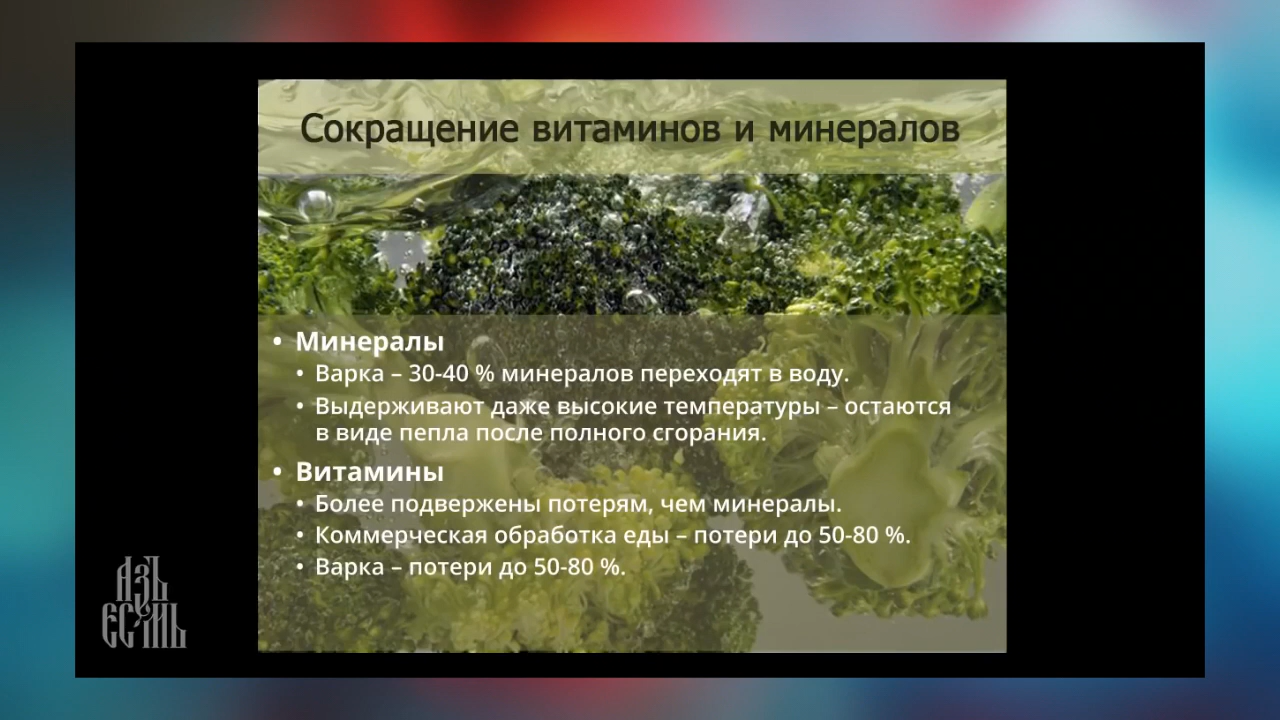 Сокращение витаминов и минералов
• Минералы
• Варка – 30-40 % минералов переходят в воду.
• Выдерживают даже высокие температуры – остаются
в виде пепла после полного сгорания.
• Витамины
• Более подвержены потерям, чем минералы.
• Коммерческая обработка еды – потери до 50-80 %.
• Варка – потери до 50-80 %.
АЗЪ
ЕСМЬ